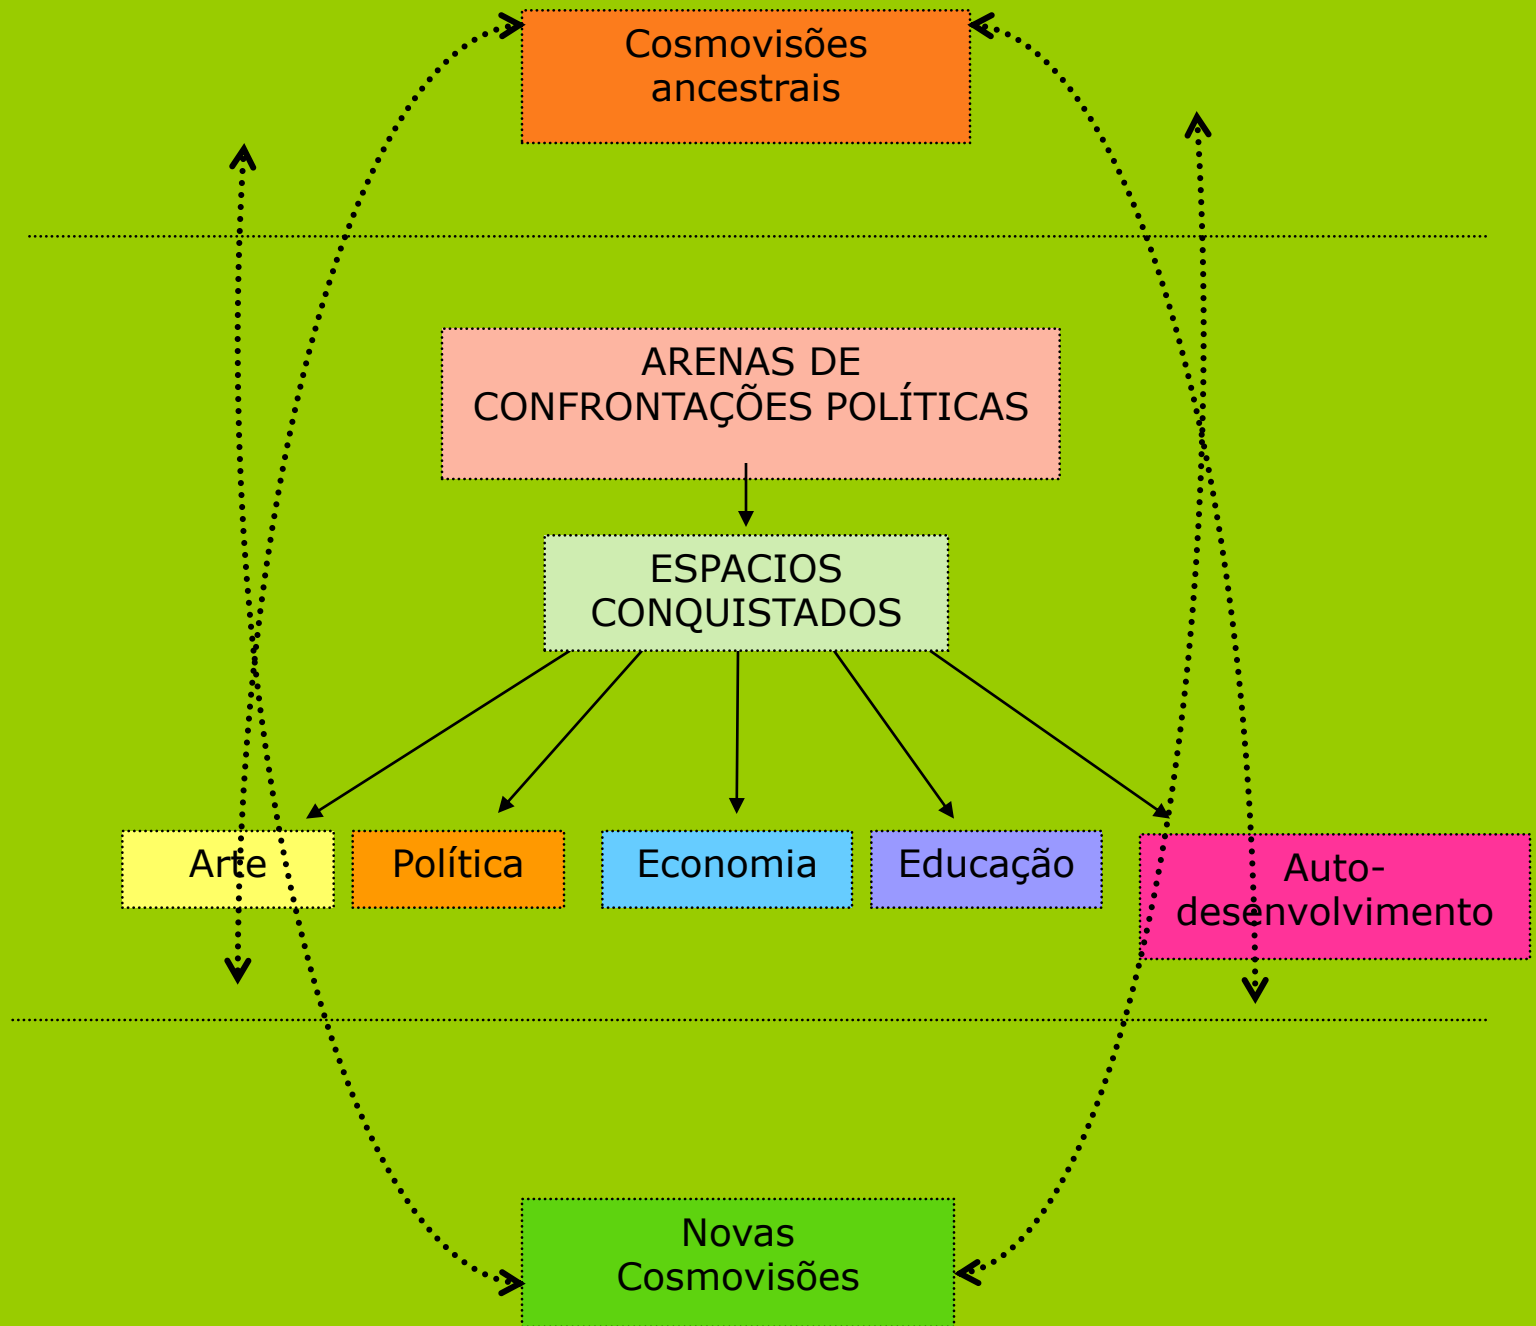 Cosmovisões
ancestrais
ARENAS DE
CONFRONTAÇÕES POLÍTICAS
ESPACIOS
CONQUISTADOS
Arte
Política
Economia
Educação
Auto-
desenvolvimento
Novas
Cosmovisões